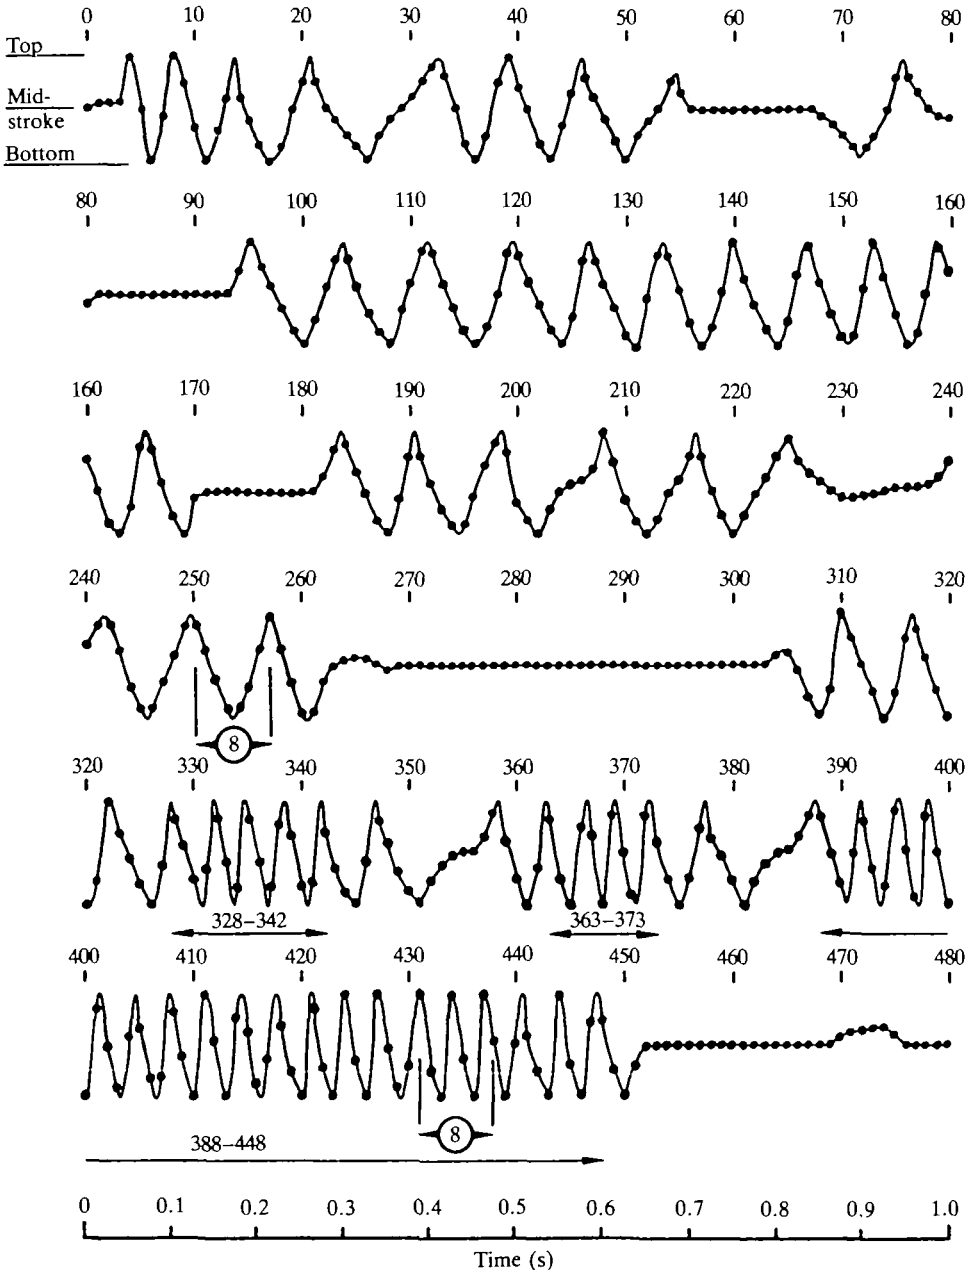 0 10 20 30 40 50 60 70 80
Top
Mid-
stroke
Bottom
80 90 100 110 120 130 140 150 160
160 170 180 190 200 210 220 230 240
240 250 260 270 280 290 300 310 320
8
320 330 340 350 360 370 380 390 400
328–342 363–373
400 410 420 430 440 450 460 470 480
8
388–448
0 0.1 0.2 0.3 0.4 0.5 0.6 0.7 0.8 0.9 1.0
Time (s)